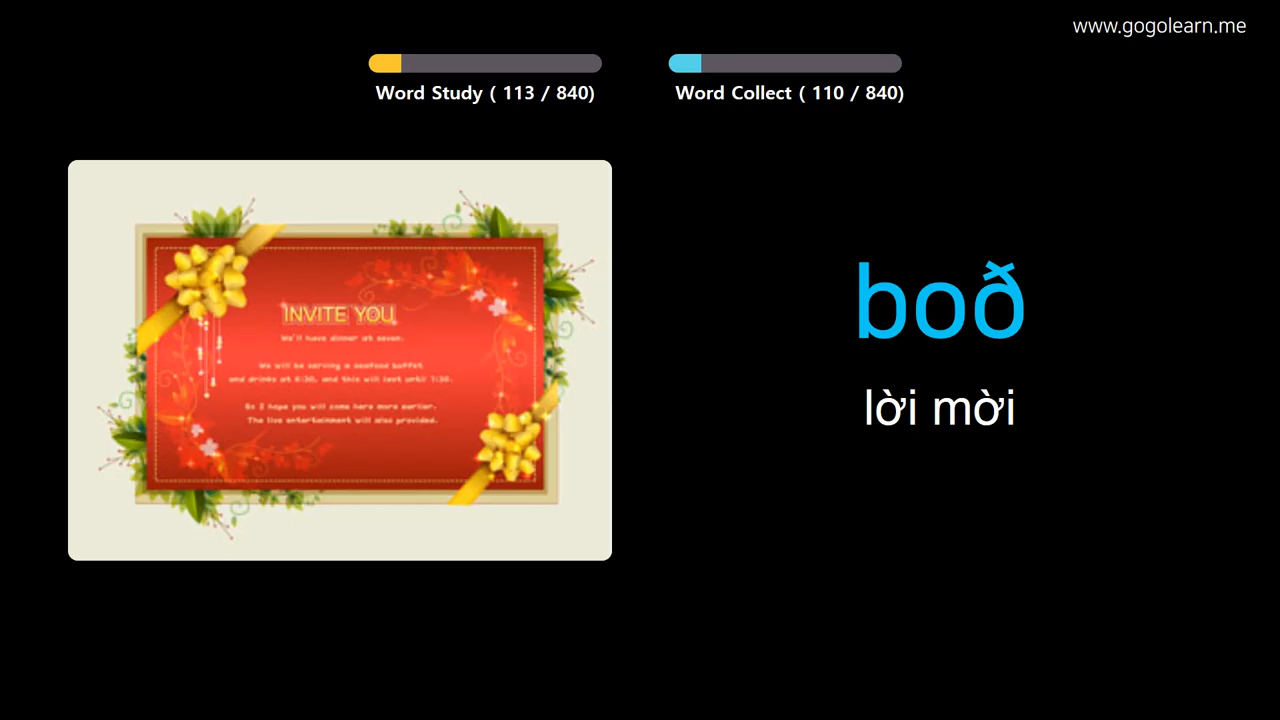 www.gogolearn.me
Word Study ( 113 / 840)
Word Collect ( 110 / 840)
INVITE YOU
We'll have dinner at seven.
We will be serving a seafood buffet
and drinks at 6:30, and this will last until 7:30.
So I hope you will come here more earlier.
The live entertainment will also provided.
boð
lời mời